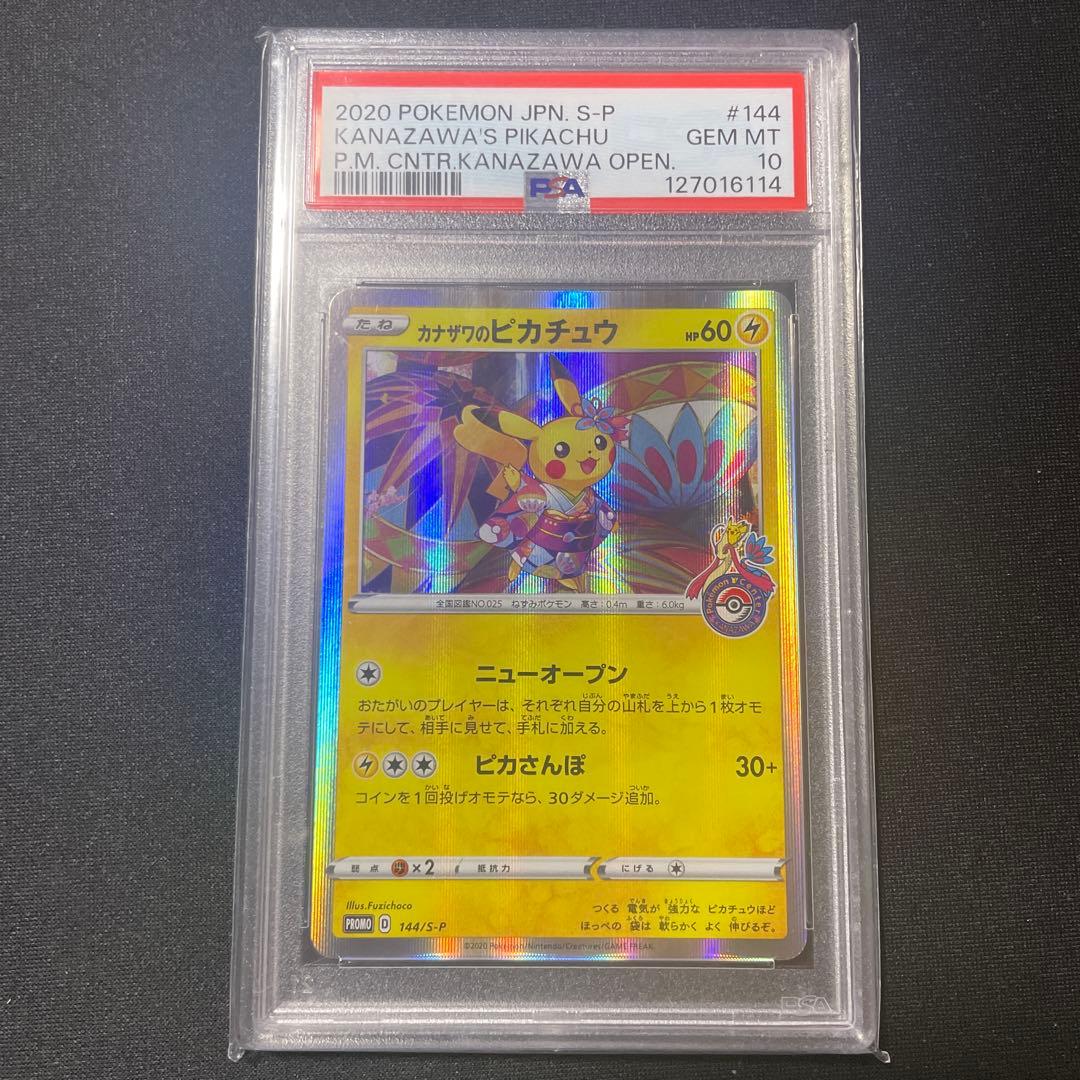 2020 POKEMON JPN. S-P #144
KANAZAWA'S PIKACHU GEM MT
P.M. CNTR.KANAZAWA OPEN. 10
PSA 127016114
たね カナザワのピカチュウ HP60
Pokémon Center
KANAZAWA
全国図鑑NO.025 ねずみポケモン 高さ:0.4m 重さ:6.0kg
ニューオープン
おたがいのプレイヤーは、それぞれ自分の山札を上から1枚オモ
テにして、相手に見せて、手札に加える。
ピカさんぽ 30+
コインを1回投げオモテなら、30ダメージ追加。
弱点 ×2 抵抗力 にげる
Illus.Fuzichoco
つくる 電気が 強力な ピカチュウほど
PROMO D 144/S-P ほっぺの 袋は 軟らかく よく 伸びるぞ。
©2020 Pokémon/Nintendo/Creatures/GAME FREAK.
PSA